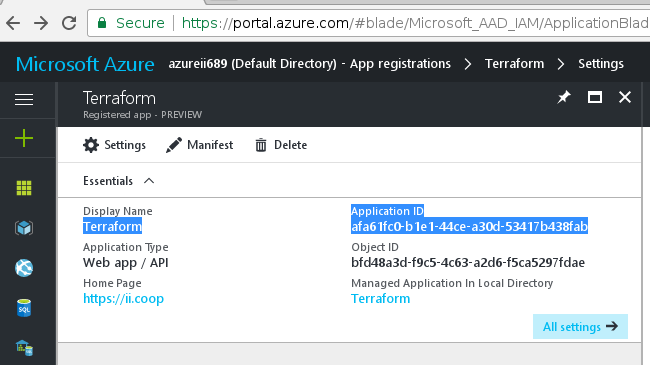 Secure https://portal.azure.com/#blade/Microsoft_AAD_IAM/ApplicationBlad
Microsoft Azure azureii689 (Default Directory) - App registrations > Terraform > Settings
Terraform
Registered app - PREVIEW
Settings Manifest Delete
Essentials
Display Name Application ID
Terraform afa61fc0-b1e1-44ce-a30d-53417b438fab
Application Type Object ID
Web app / API bfd48a3d-f9c5-4c63-a2d6-f5ca5297fdae
Home Page Managed Application In Local Directory
https://ii.coop Terraform
All settings
SQL